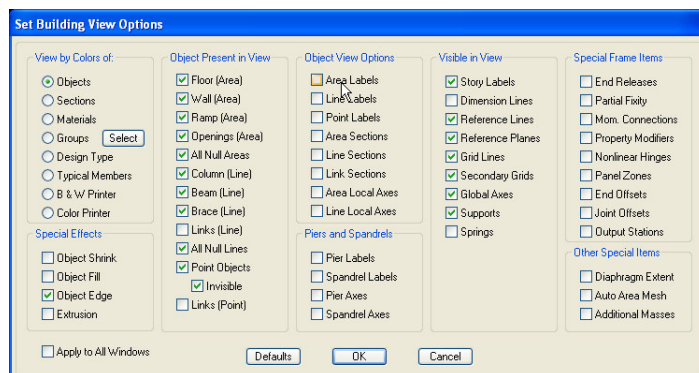 Set Building View Options
View by Colors of:
Objects
Sections
Materials
Groups
Select
Design Type
Typical Members
B & W Printer
Color Printer
Special Effects
Object Shrink
Object Fill
Object Edge
Extrusion
Apply to All Windows
Object Present in View
Floor (Area)
Wall (Area)
Ramp (Area)
Openings (Area)
All Null Areas
Column (Line)
Beam (Line)
Brace (Line)
Links (Line)
All Null Lines
Point Objects
Invisible
Links (Point)
Object View Options
Area Labels
Line Labels
Point Labels
Area Sections
Line Sections
Link Sections
Area Local Axes
Line Local Axes
Piers and Spandrels
Pier Labels
Spandrel Labels
Pier Axes
Spandrel Axes
Visible in View
Story Labels
Dimension Lines
Reference Lines
Reference Planes
Grid Lines
Secondary Grids
Global Axes
Supports
Springs
Special Frame Items
End Releases
Partial Fixity
Mom. Connections
Property Modifiers
Nonlinear Hinges
Panel Zones
End Offsets
Joint Offsets
Output Stations
Other Special Items
Diaphragm Extent
Auto Area Mesh
Additional Masses
Defaults
OK
Cancel